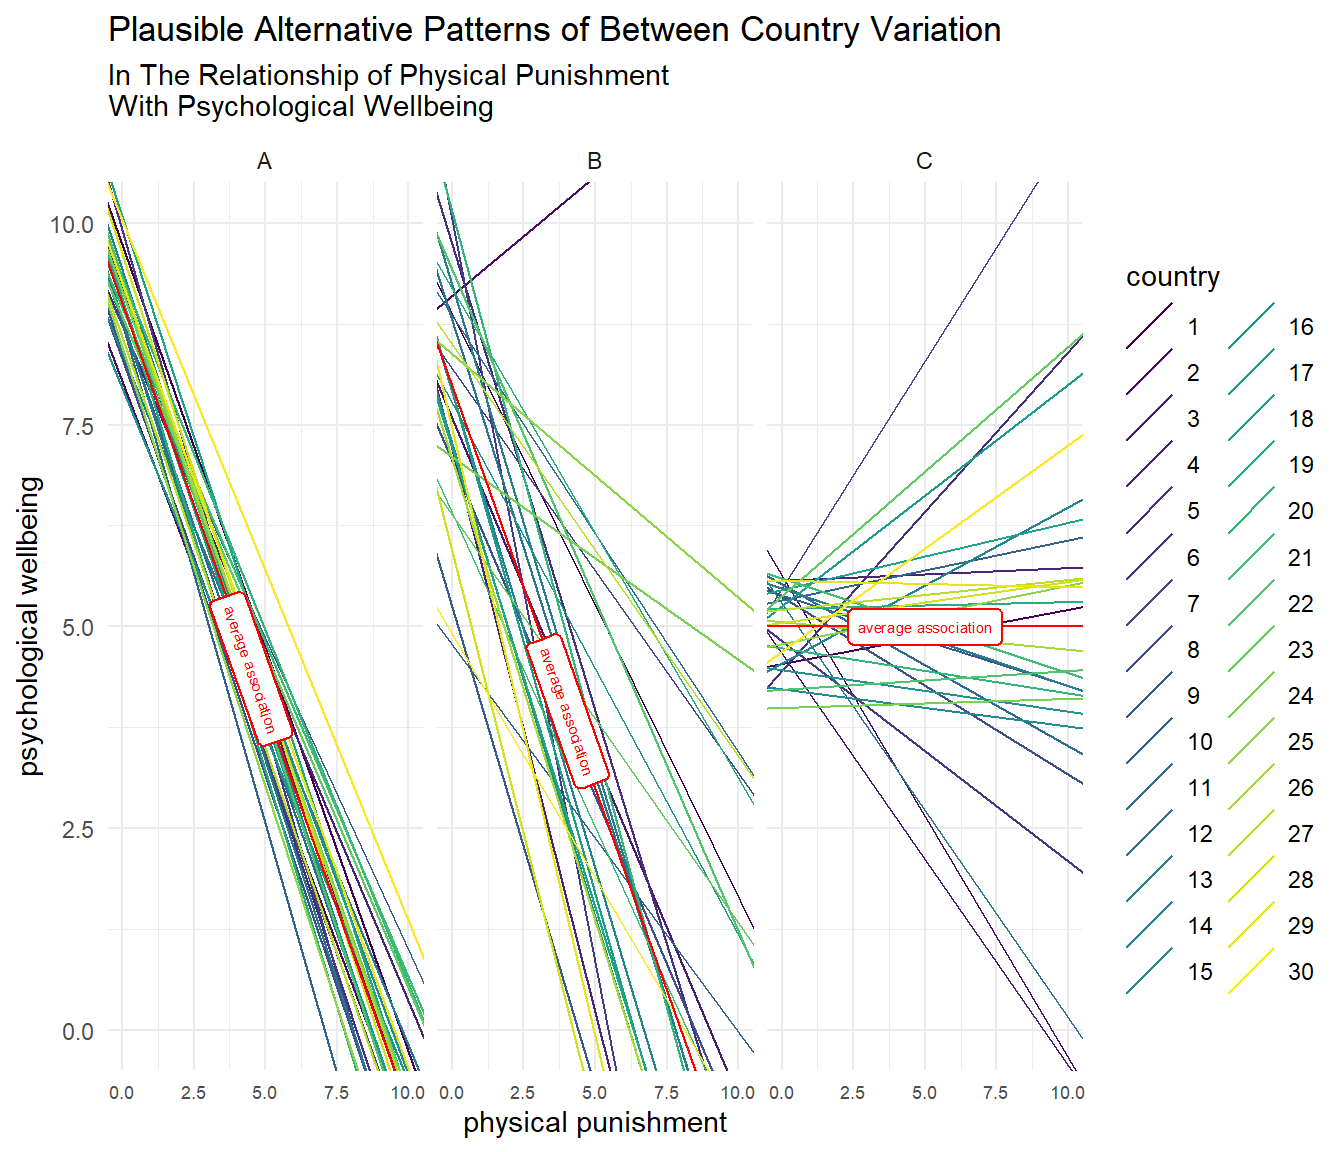 Plausible Alternative Patterns of Between Country Variation
In The Relationship of Physical Punishment
With Psychological Wellbeing
A
B
C
psychological wellbeing
10.0
7.5
5.0
2.5
0.0
average association
average association
average association
0.0 2.5 5.0 7.5 10.0
0.0 2.5 5.0 7.5 10.0
0.0 2.5 5.0 7.5 10.0
physical punishment
country
1
2
3
4
5
6
7
8
9
10
11
12
13
14
15
16
17
18
19
20
21
22
23
24
25
26
27
28
29
30